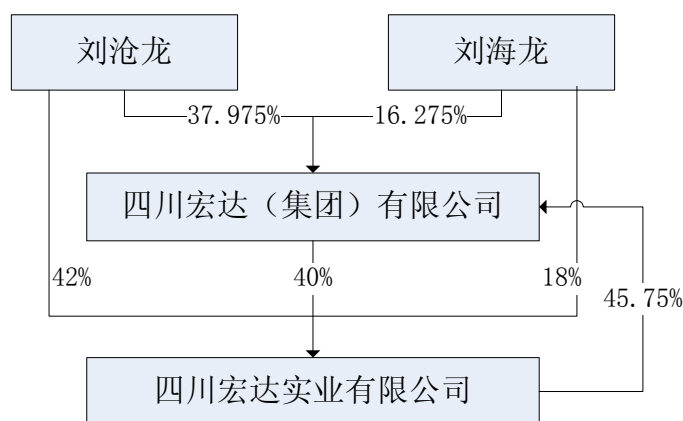 刘沧龙
刘海龙
37.975%
16.275%
四川宏达（集团）有限公司
42%
40%
18%
45.75%
四川宏达实业有限公司